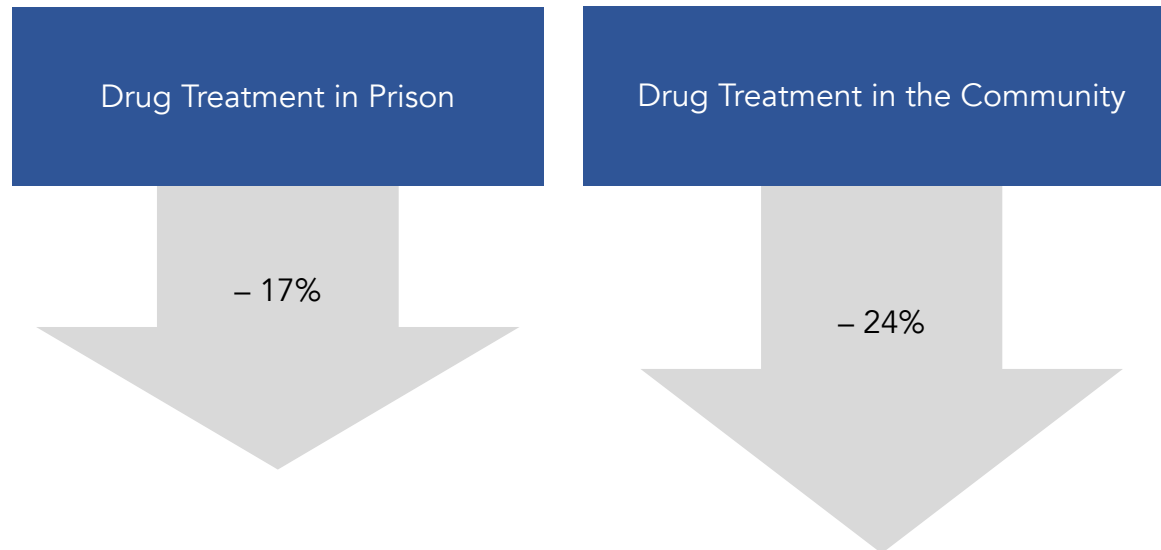 Drug Treatment in Prison
Drug Treatment in the Community
– 17%
– 24%